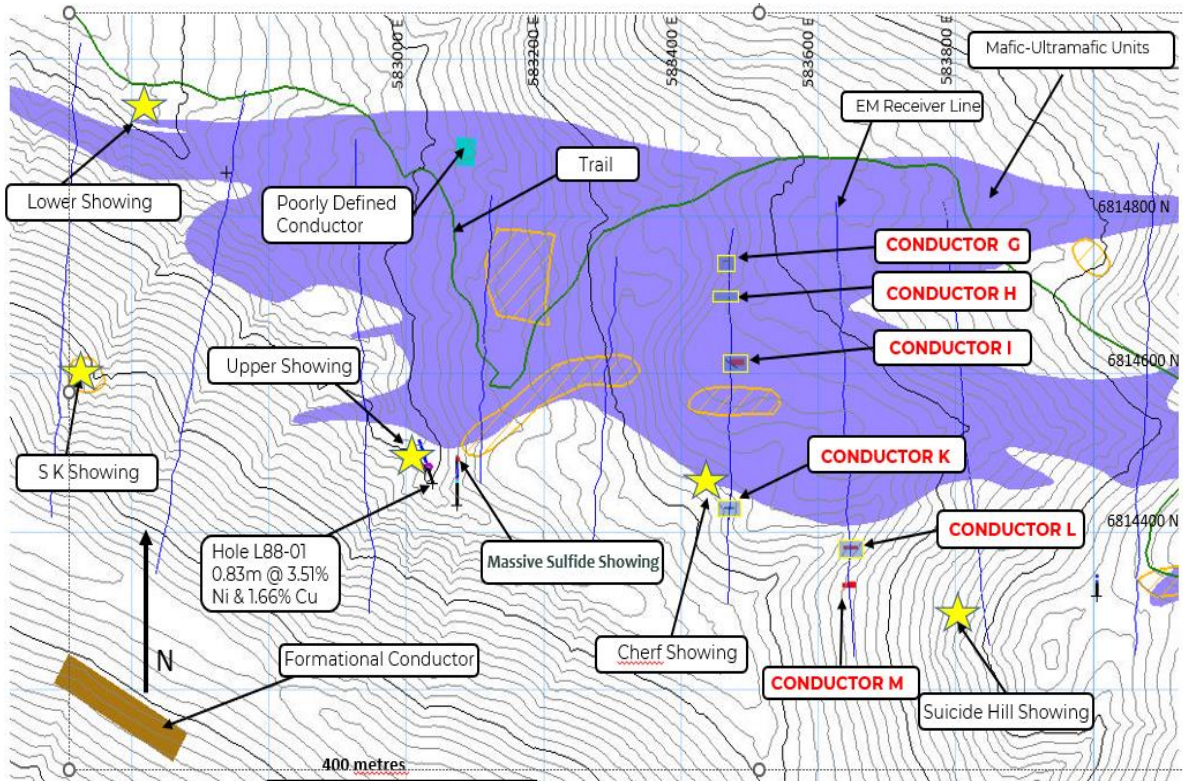 583000 E
583200 E
583400 E
583600 E
583800 E
Mafic-Ultramafic Units
EM Receiver Line
Lower Showing
Poorly Defined
Conductor
Trail
6814800 N
CONDUCTOR G
CONDUCTOR H
CONDUCTOR I
6814600 N
Upper Showing
S K Showing
CONDUCTOR K
6814400 N
CONDUCTOR L
Hole L88-01
0.83m @ 3.51%
Ni & 1.66% Cu
Massive Sulfide Showing
N
Formational Conductor
Cherf Showing
CONDUCTOR M
Suicide Hill Showing
400 metres